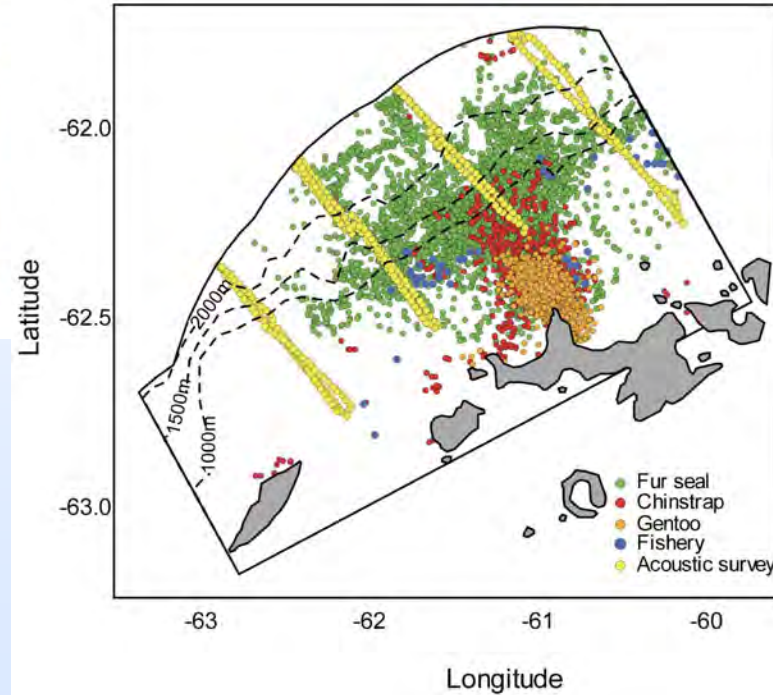 -62.0
-62.5
-63.0
Latitude
2000m
1500m
1000m
Fur seal
Chinstrap
Gentoo
Fishery
Acoustic survey
-63
-62
-61
-60
Longitude